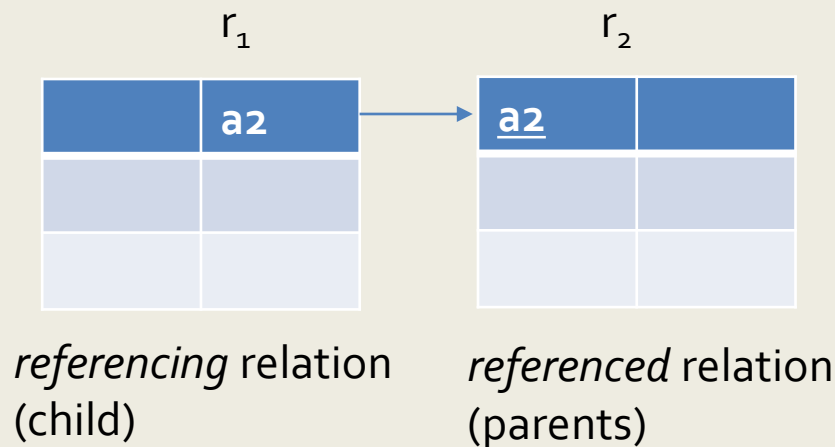 r₁ r₂
a2 a2
referencing relation referenced relation
(child) (parents)